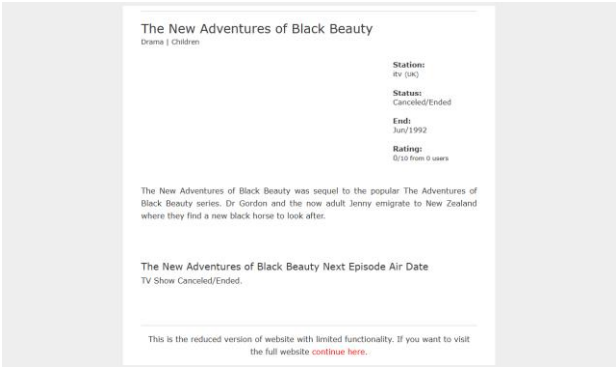 The New Adventures of Black Beauty
Drama | Children
Station:
itv (UK)
Status:
Canceled/Ended
End:
Jun/1992
Rating:
0/10 from 0 users
The New Adventures of Black Beauty was sequel to the popular The Adventures of
Black Beauty series. Dr Gordon and the now adult Jenny emigrate to New Zealand
where they find a new black horse to look after.
The New Adventures of Black Beauty Next Episode Air Date
TV Show Canceled/Ended.
This is the reduced version of website with limited functionality. If you want to visit
the full website continue here.